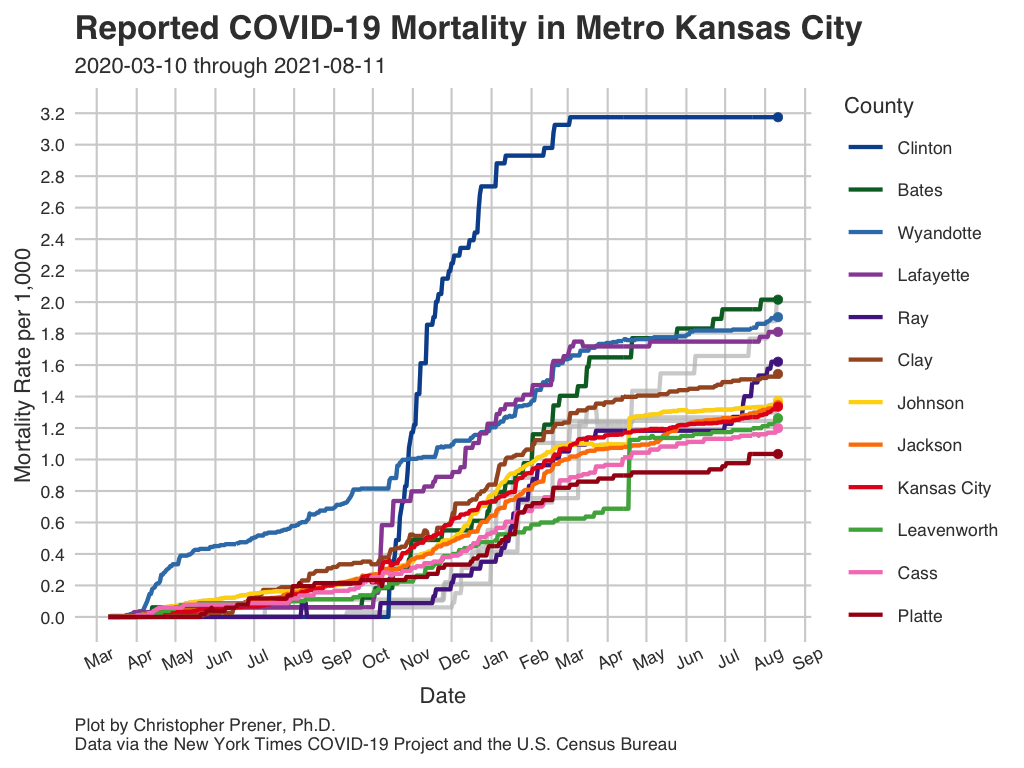 Reported COVID-19 Mortality in Metro Kansas City
2020-03-10 through 2021-08-11
Mortality Rate per 1,000
3.2
3.0
2.8
2.6
2.4
2.2
2.0
1.8
1.6
1.4
1.2
1.0
0.8
0.6
0.4
0.2
0.0
Mar Apr May Jun Jul Aug Sep Oct Nov Dec Jan Feb Mar Apr May Jun Jul Aug Sep
Date
County
Clinton
Bates
Wyandotte
Lafayette
Ray
Clay
Johnson
Jackson
Kansas City
Leavenworth
Cass
Platte
Plot by Christopher Prener, Ph.D.
Data via the New York Times COVID-19 Project and the U.S. Census Bureau